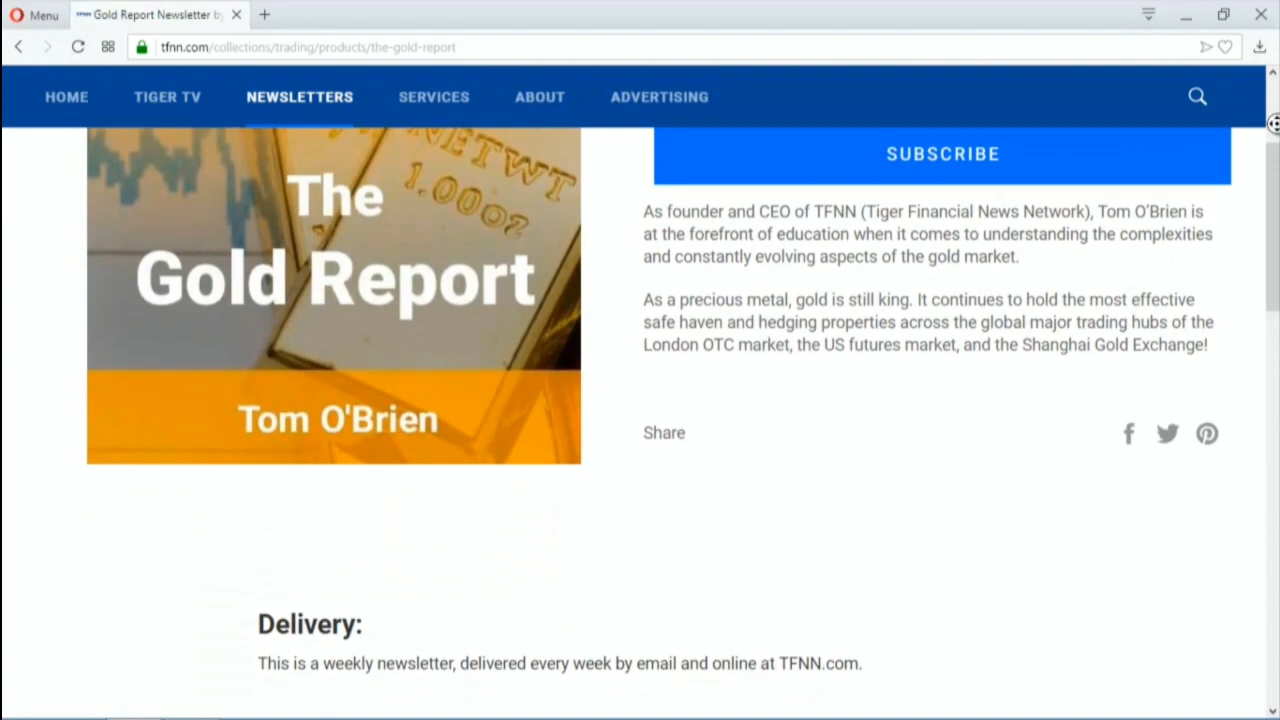 Menu
TFNN Gold Report Newsletter by
tfnn.com/collections/trading/products/the-gold-report
HOME TIGER TV NEWSLETTERS SERVICES ABOUT ADVERTISING
NETWT
1.00oz
The
Gold Report
Tom O'Brien
SUBSCRIBE
As founder and CEO of TFNN (Tiger Financial News Network), Tom O'Brien is
at the forefront of education when it comes to understanding the complexities
and constantly evolving aspects of the gold market.
As a precious metal, gold is still king. It continues to hold the most effective
safe haven and hedging properties across the global major trading hubs of the
London OTC market, the US futures market, and the Shanghai Gold Exchange!
Share
Delivery:
This is a weekly newsletter, delivered every week by email and online at TFNN.com.